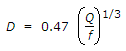 D = 0.47 (Q/f)^1/3